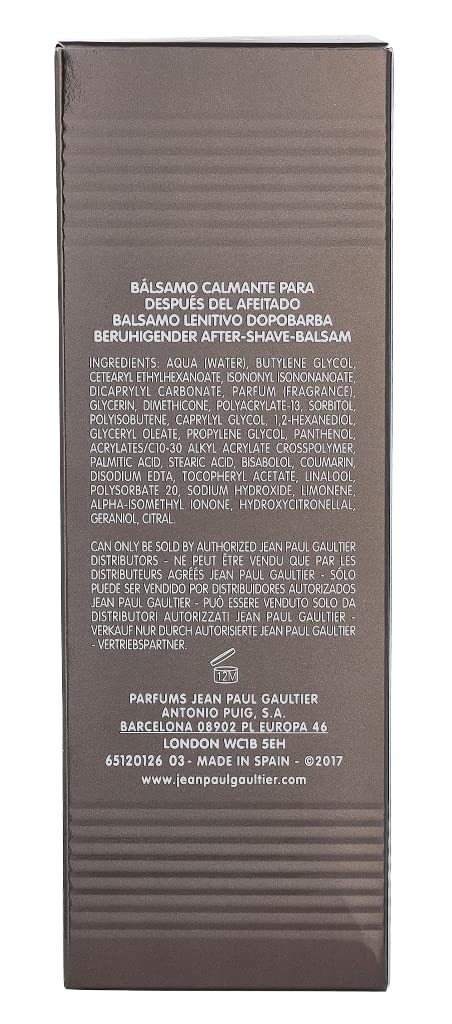 BÁLSAMO CALMANTE PARA
DESPUÉS DEL AFEITADO
BALSAMO LENITIVO DOPOBARBA
BERUHIGENDER AFTER-SHAVE-BALSAM
INGREDIENTS: AQUA (WATER), BUTYLENE GLYCOL,
CETEARYL ETHYLHEXANOATE, ISONONYL ISONONANOATE,
DICAPRYLYL CARBONATE, PARFUM (FRAGRANCE),
GLYCERIN, DIMETHICONE, POLYACRYLATE-13, SORBITOL,
POLYISOBUTENE, CAPRYLYL GLYCOL, 1,2-HEXANEDIOL,
GLYCERYL OLEATE, PROPYLENE GLYCOL, PANTHENOL,
ACRYLATES/C10-30 ALKYL ACRYLATE CROSSPOLYMER,
PALMITIC ACID, STEARIC ACID, BISABOLOL, COUMARIN,
DISODIUM EDTA, TOCOPHERYL ACETATE, LINALOOL,
POLYSORBATE 20, SODIUM HYDROXIDE, LIMONENE,
ALPHA-ISOMETHYL IONONE, HYDROXYCITRONELLAL,
GERANIOL, CITRAL.
CAN ONLY BE SOLD BY AUTHORIZED JEAN PAUL GAULTIER
DISTRIBUTORS - NE PEUT ÊTRE VENDU QUE PAR LES
DISTRIBUTEURS AGRÉÉS JEAN PAUL GAULTIER - SÓLO
PUEDE SER VENDIDO POR DISTRIBUIDORES AUTORIZADOS
JEAN PAUL GAULTIER - PUÒ ESSERE VENDUTO SOLO DA
DISTRIBUTORI AUTORIZZATI JEAN PAUL GAULTIER -
VERKAUF NUR DURCH AUTORISIERTE JEAN PAUL GAULTIER
- VERTRIEBSPARTNER.
12M
PARFUMS JEAN PAUL GAULTIER
ANTONIO PUIG, S.A.
BARCELONA 08902 PL EUROPA 46
LONDON WC1B 5EH
65120126 03 - MADE IN SPAIN - ©2017
www.jeanpaulgaultier.com